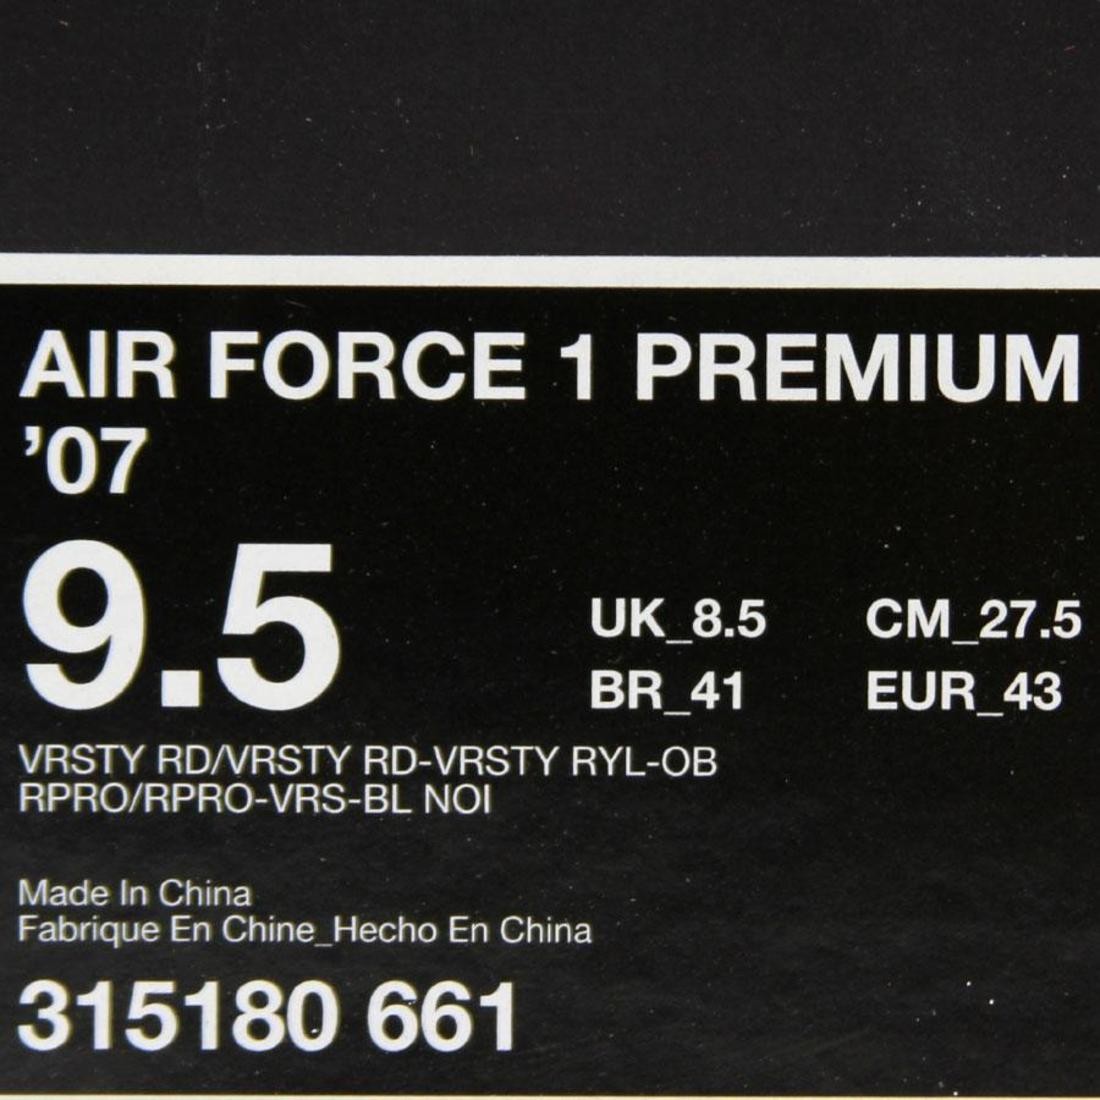 AIR FORCE 1 PREMIUM
’07
9.5
UK_8.5 CM_27.5
BR_41 EUR_43
VRSTY RD/VRSTY RD-VRSTY RYL-OB
RPRO/RPRO-VRS-BL NOI
Made In China
Fabrique En Chine_Hecho En China
315180 661